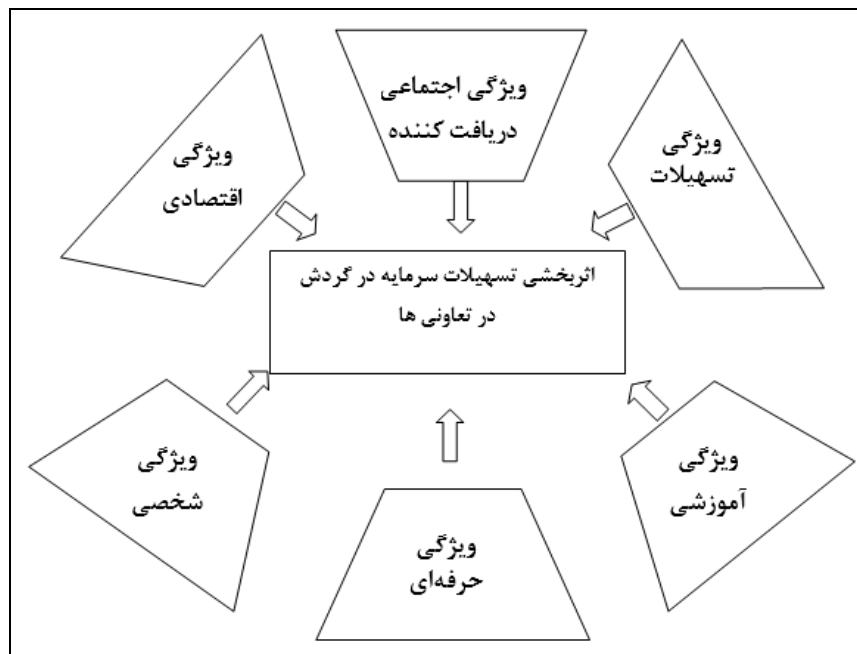 ویژگی اجتماعی
دریافت کننده
ویژگی
تسهیلات
ویژگی
اقتصادی
اثربخشی تسهیلات سرمایه در گردش
در تعاونی ها
ویژگی
آموزشی
ویژگی
حرفه‌ای
ویژگی
شخصی